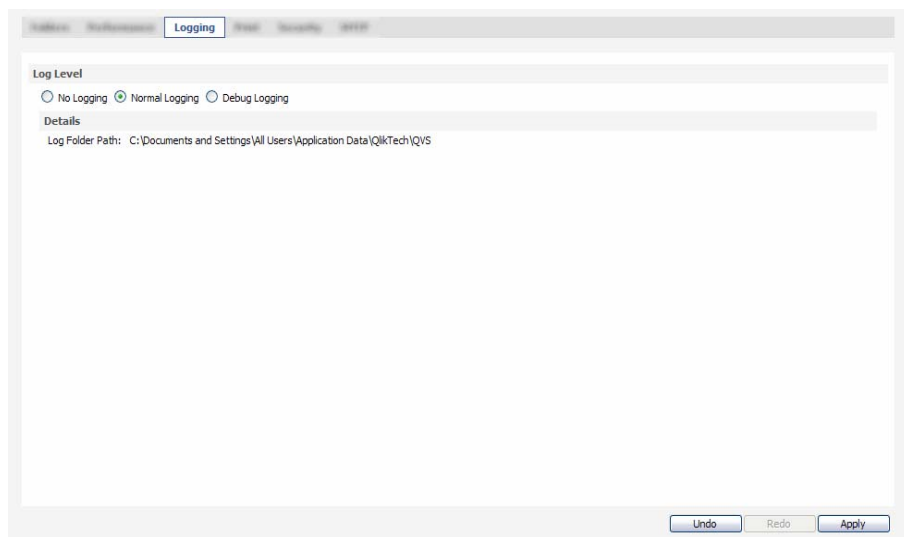 Logging
Log Level
No Logging Normal Logging Debug Logging
Details
Log Folder Path: C:\Documents and Settings\All Users\Application Data\QlikTech\QVS
Undo Redo Apply